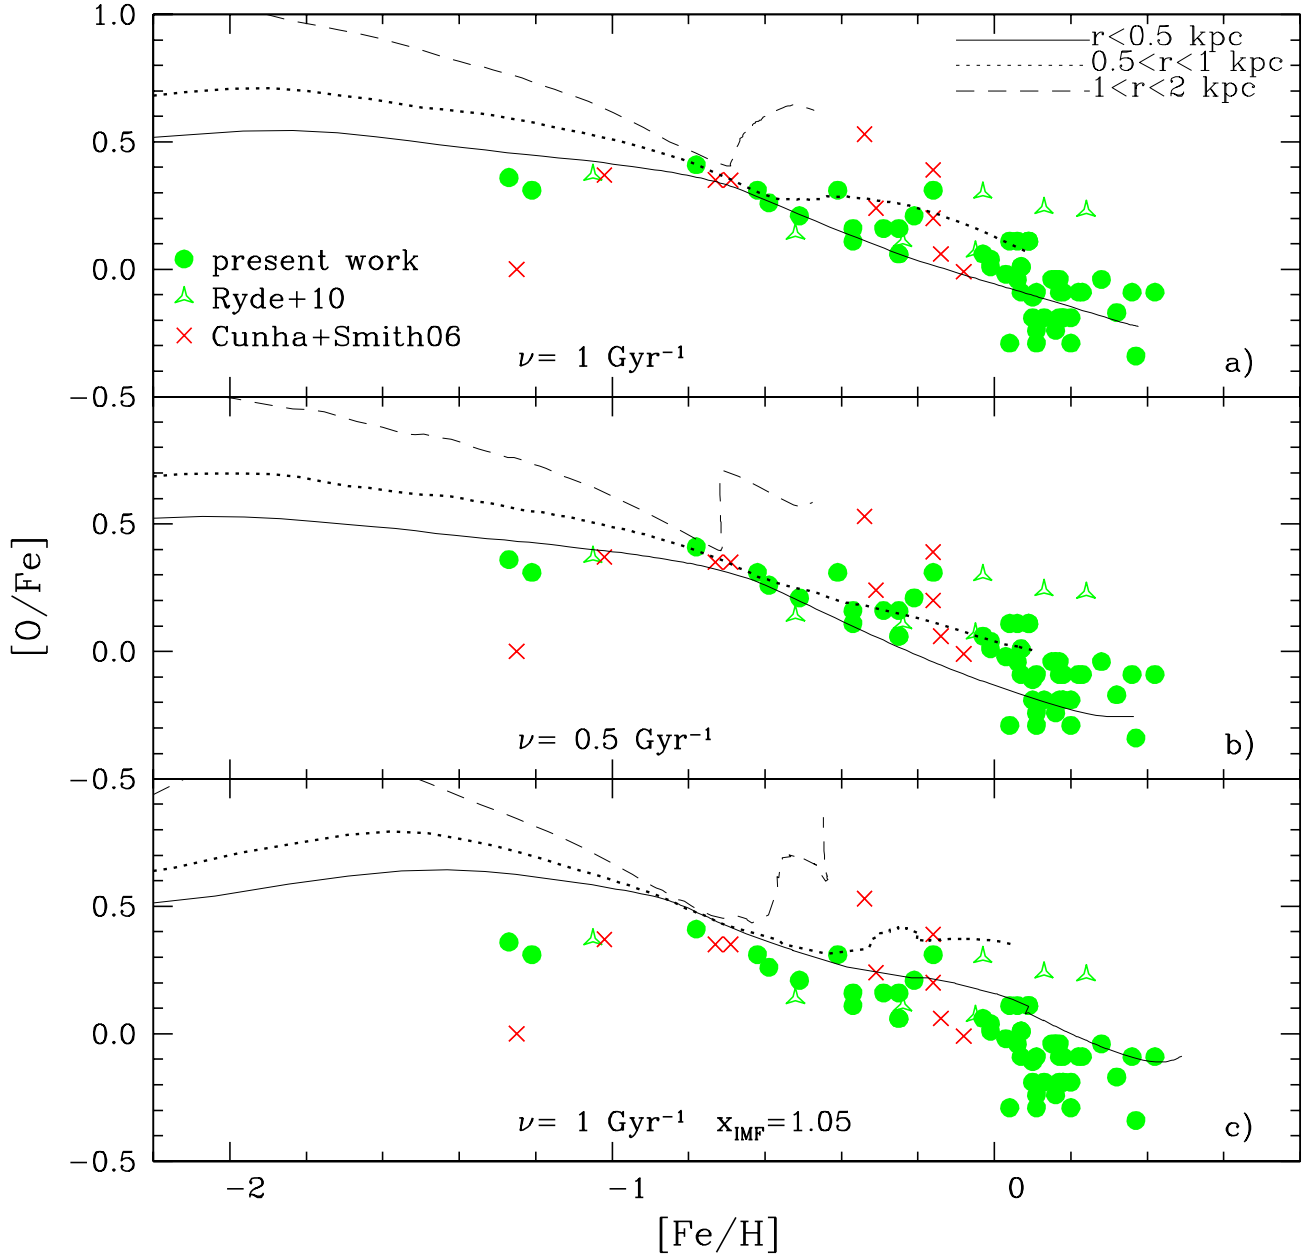 1.0
r<0.5 kpc
0.5<r<1 kpc
1<r<2 kpc
0.5
0.0
present work
Ryde+10
Cunha+Smith06
ν= 1 Gyr⁻¹
a)
−0.5
0.5
[O/Fe]
0.0
ν= 0.5 Gyr⁻¹
b)
−0.5
0.5
0.0
ν= 1 Gyr⁻¹ x_IMF=1.05
c)
−0.5
−2 −1 0
[Fe/H]